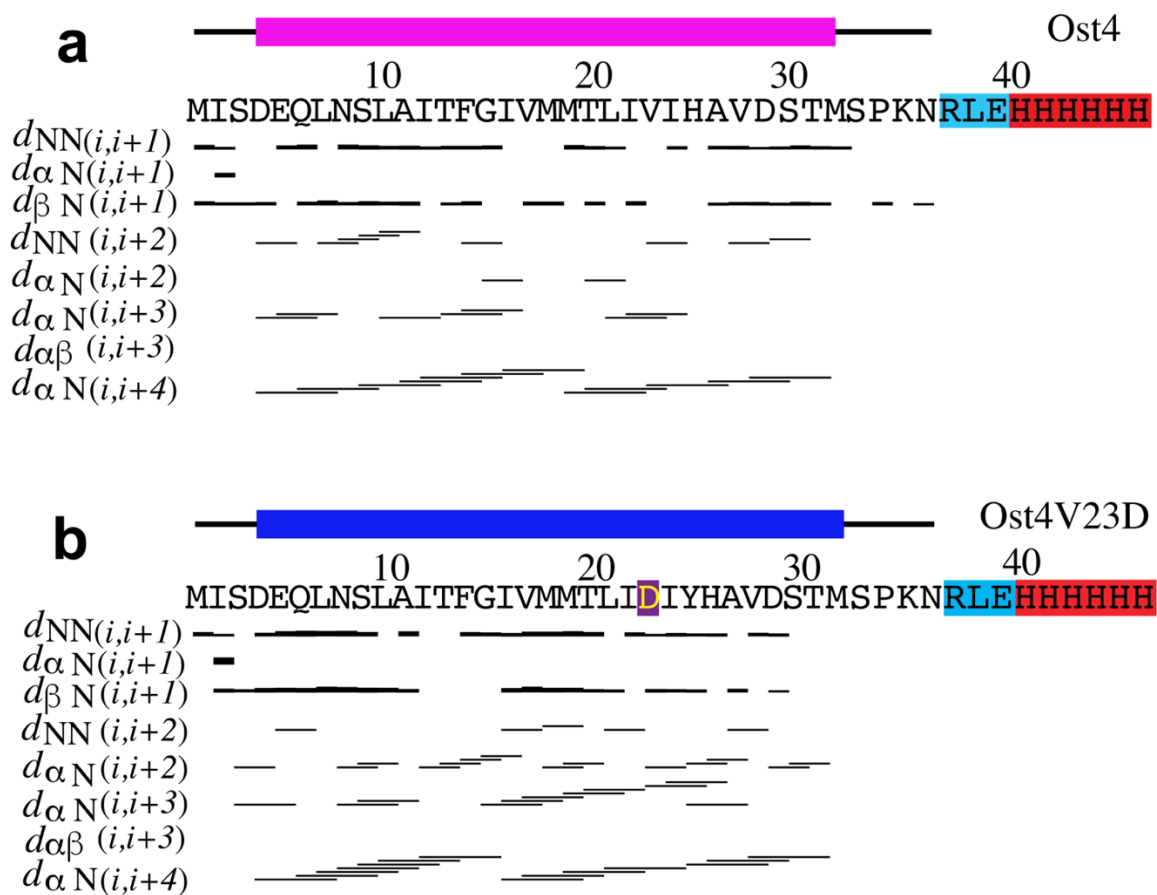 a
Ost4
10 20 30 40
MISDEQLNSLAITFGIVMMTLIVIHAVDSTMSPKNRLEHHHHHH
dNN(i,i+1)
dαN(i,i+1)
dβN(i,i+1)
dNN(i,i+2)
dαN(i,i+2)
dαN(i,i+3)
dαβ (i,i+3)
dαN(i,i+4)
b
Ost4V23D
10 20 30 40
MISDEQLNSLAITFGIVMMTLIDIYHAVDSTMSPKNRLEHHHHHH
dNN(i,i+1)
dαN(i,i+1)
dβN(i,i+1)
dNN(i,i+2)
dαN(i,i+2)
dαN(i,i+3)
dαβ (i,i+3)
dαN(i,i+4)